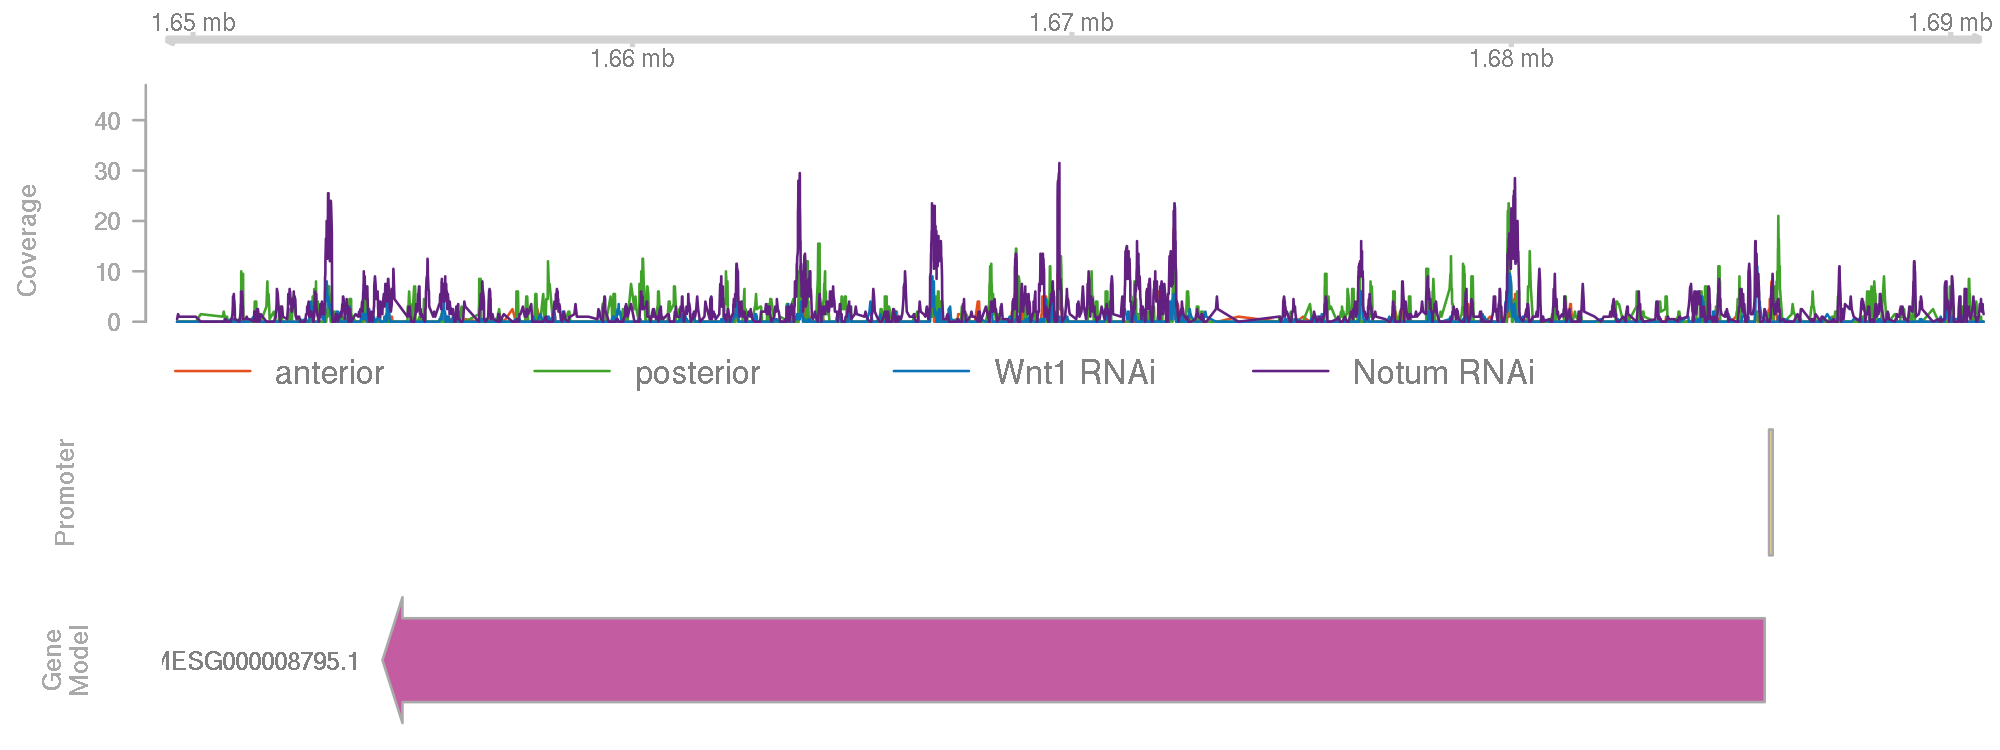 1.65 mb
1.67 mb
1.69 mb
1.66 mb
1.68 mb
Coverage
40
30
20
10
0
anterior
posterior
Wnt1 RNAi
Notum RNAi
Promoter
Gene
Model
MESG000008795.1